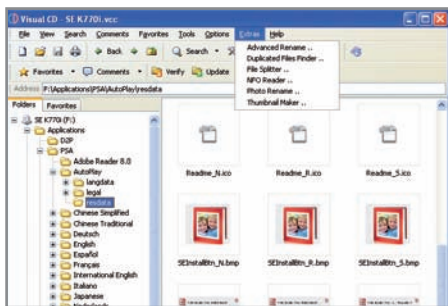 Visual CD - SE K770i.vcc
File View Search Comments Favorites Tools Options Extras Help
Back Search
Advanced Rename ..
Duplicated Files Finder ..
File Splitter ..
NFO Reader ..
Photo Rename ..
Thumbnail Maker ..
Favorites Comments Verify Update
Address F:\Applications\PSA\AutoPlay\resdata
Folders Favorites
SE K770i (F:)
Applications
D2P
PSA
Adobe Reader 8.0
AutoPlay
langdata
legal
resdata
Chinese Simplified
Chinese Traditional
Deutsch
English
Español
Français
International English
Italiano
Japanese
Readme_N.ico Readme_R.ico Readme_S.ico
SEInstallBtn_N.bmp SEInstallBtn_R.bmp SEInstallBtn_S.bmp